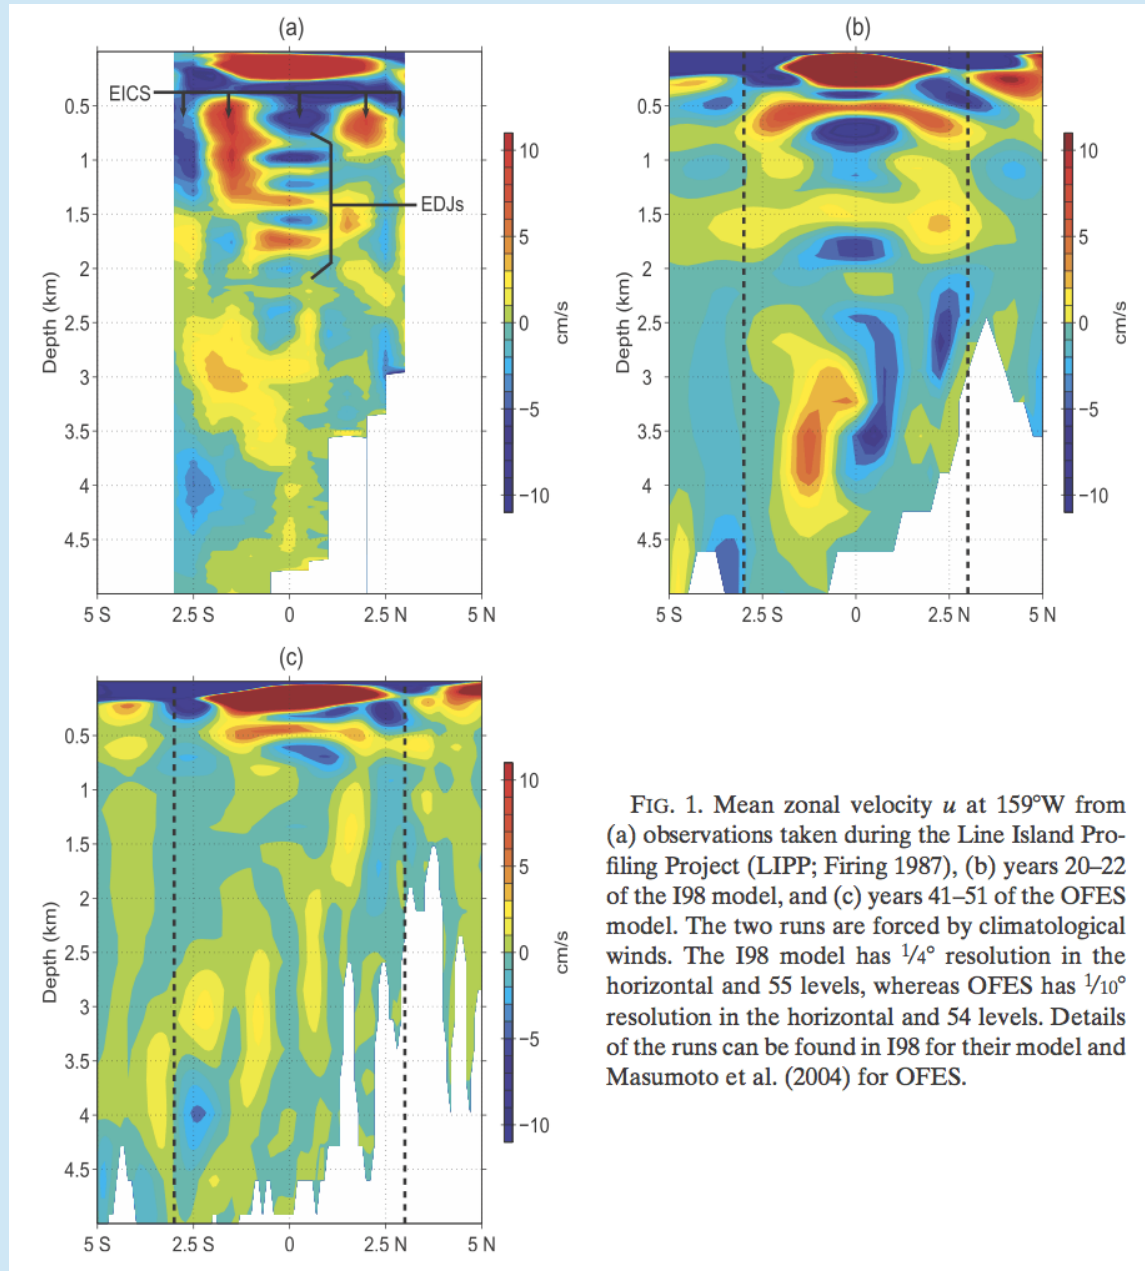 (a)
EICS
EDJs
0.5
1
1.5
2
2.5
3
3.5
4
4.5
Depth (km)
5 S
2.5 S
0
2.5 N
5 N
10
5
0
−5
−10
cm/s
(b)
0.5
1
1.5
2
2.5
3
3.5
4
4.5
Depth (km)
5 S
2.5 S
0
2.5 N
5 N
10
5
0
−5
−10
cm/s
(c)
0.5
1
1.5
2
2.5
3
3.5
4
4.5
Depth (km)
5 S
2.5 S
0
2.5 N
5 N
10
5
0
−5
−10
cm/s
FIG. 1. Mean zonal velocity u at 159°W from
(a) observations taken during the Line Island Pro-
filing Project (LIPP; Firing 1987), (b) years 20–22
of the I98 model, and (c) years 41–51 of the OFES
model. The two runs are forced by climatological
winds. The I98 model has 1/4° resolution in the
horizontal and 55 levels, whereas OFES has 1/10°
resolution in the horizontal and 54 levels. Details
of the runs can be found in I98 for their model and
Masumoto et al. (2004) for OFES.